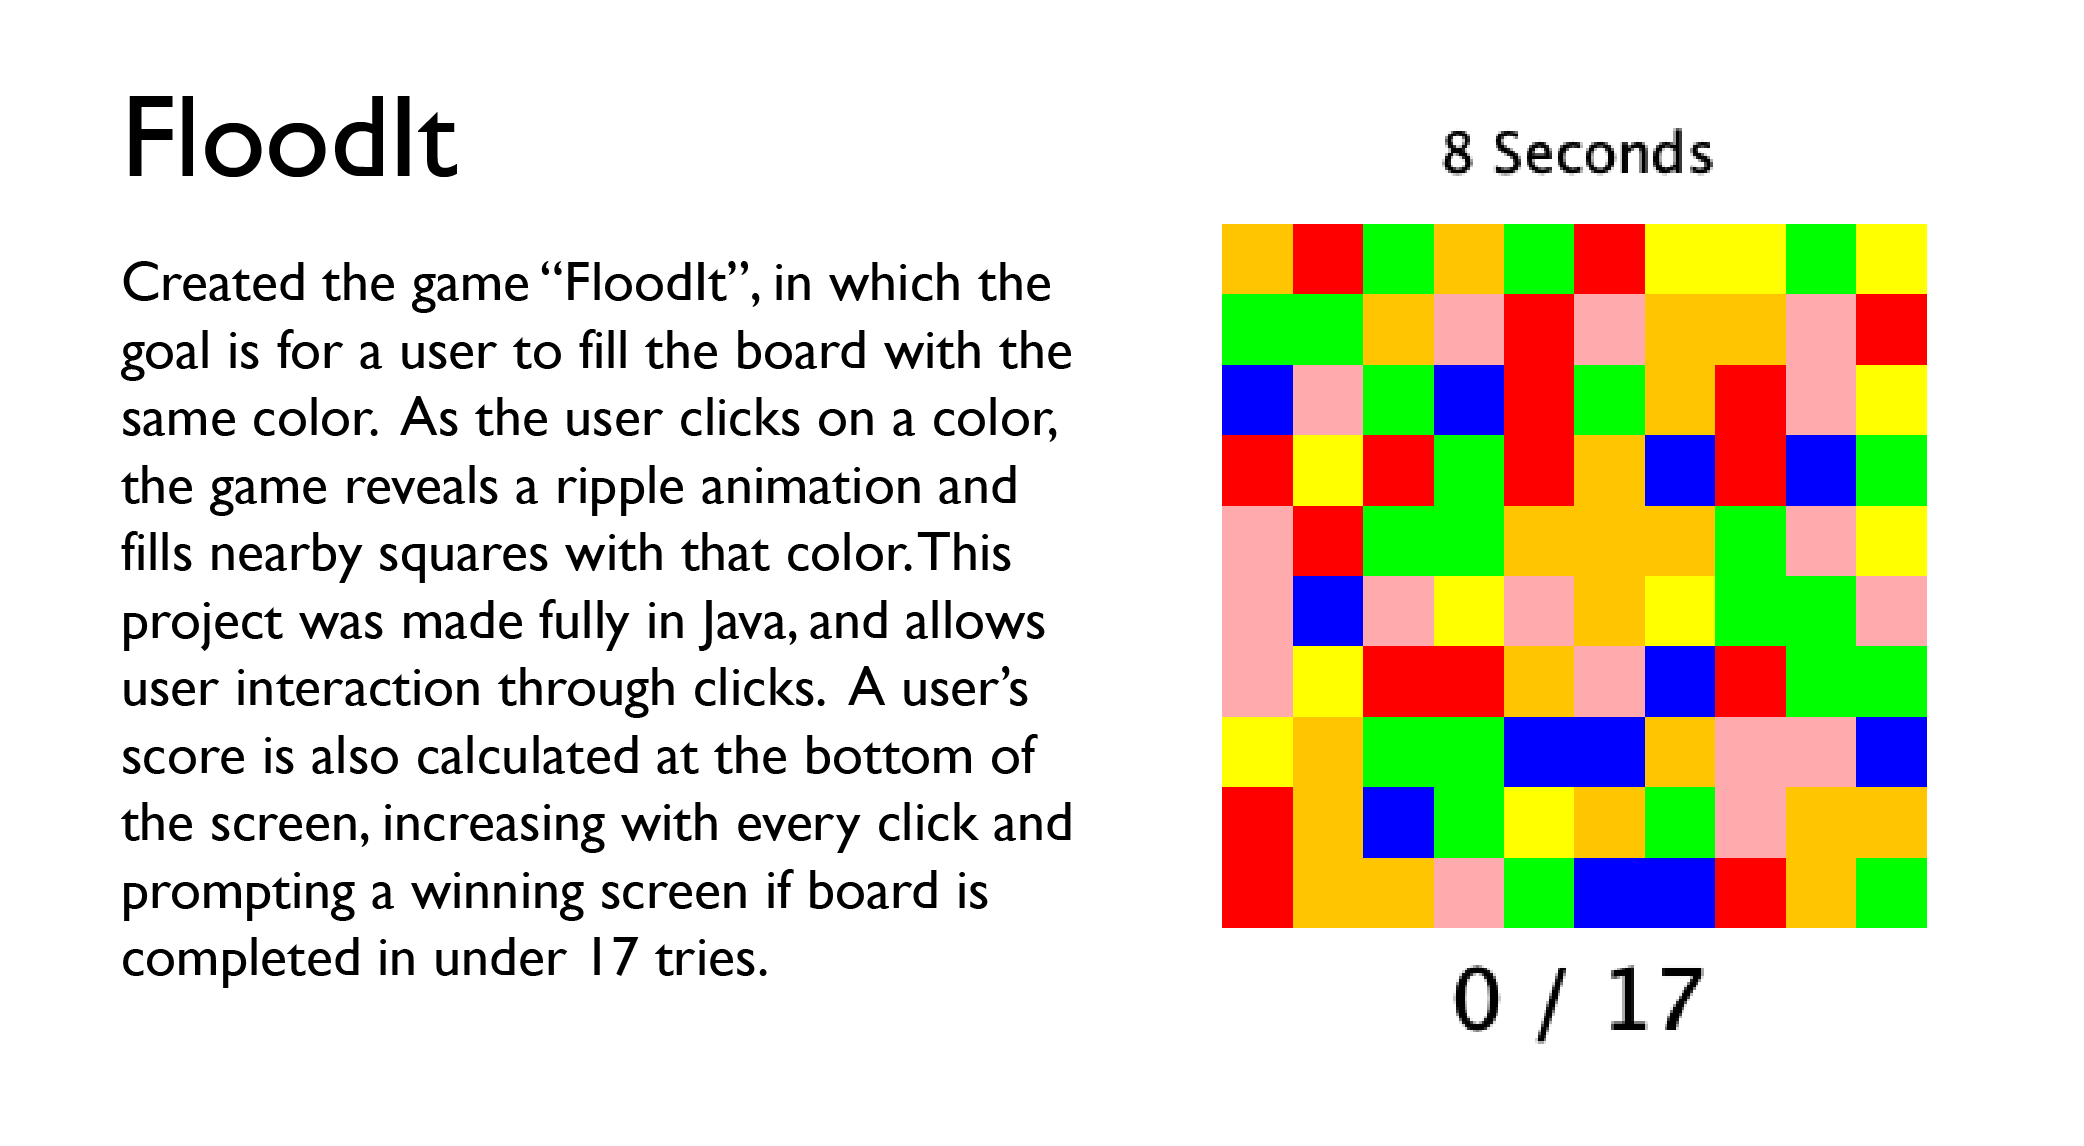 FloodIt
Created the game “FloodIt”, in which the
goal is for a user to fill the board with the
same color. As the user clicks on a color,
the game reveals a ripple animation and
fills nearby squares with that color. This
project was made fully in Java, and allows
user interaction through clicks. A user’s
score is also calculated at the bottom of
the screen, increasing with every click and
prompting a winning screen if board is
completed in under 17 tries.
8 Seconds
0 / 17